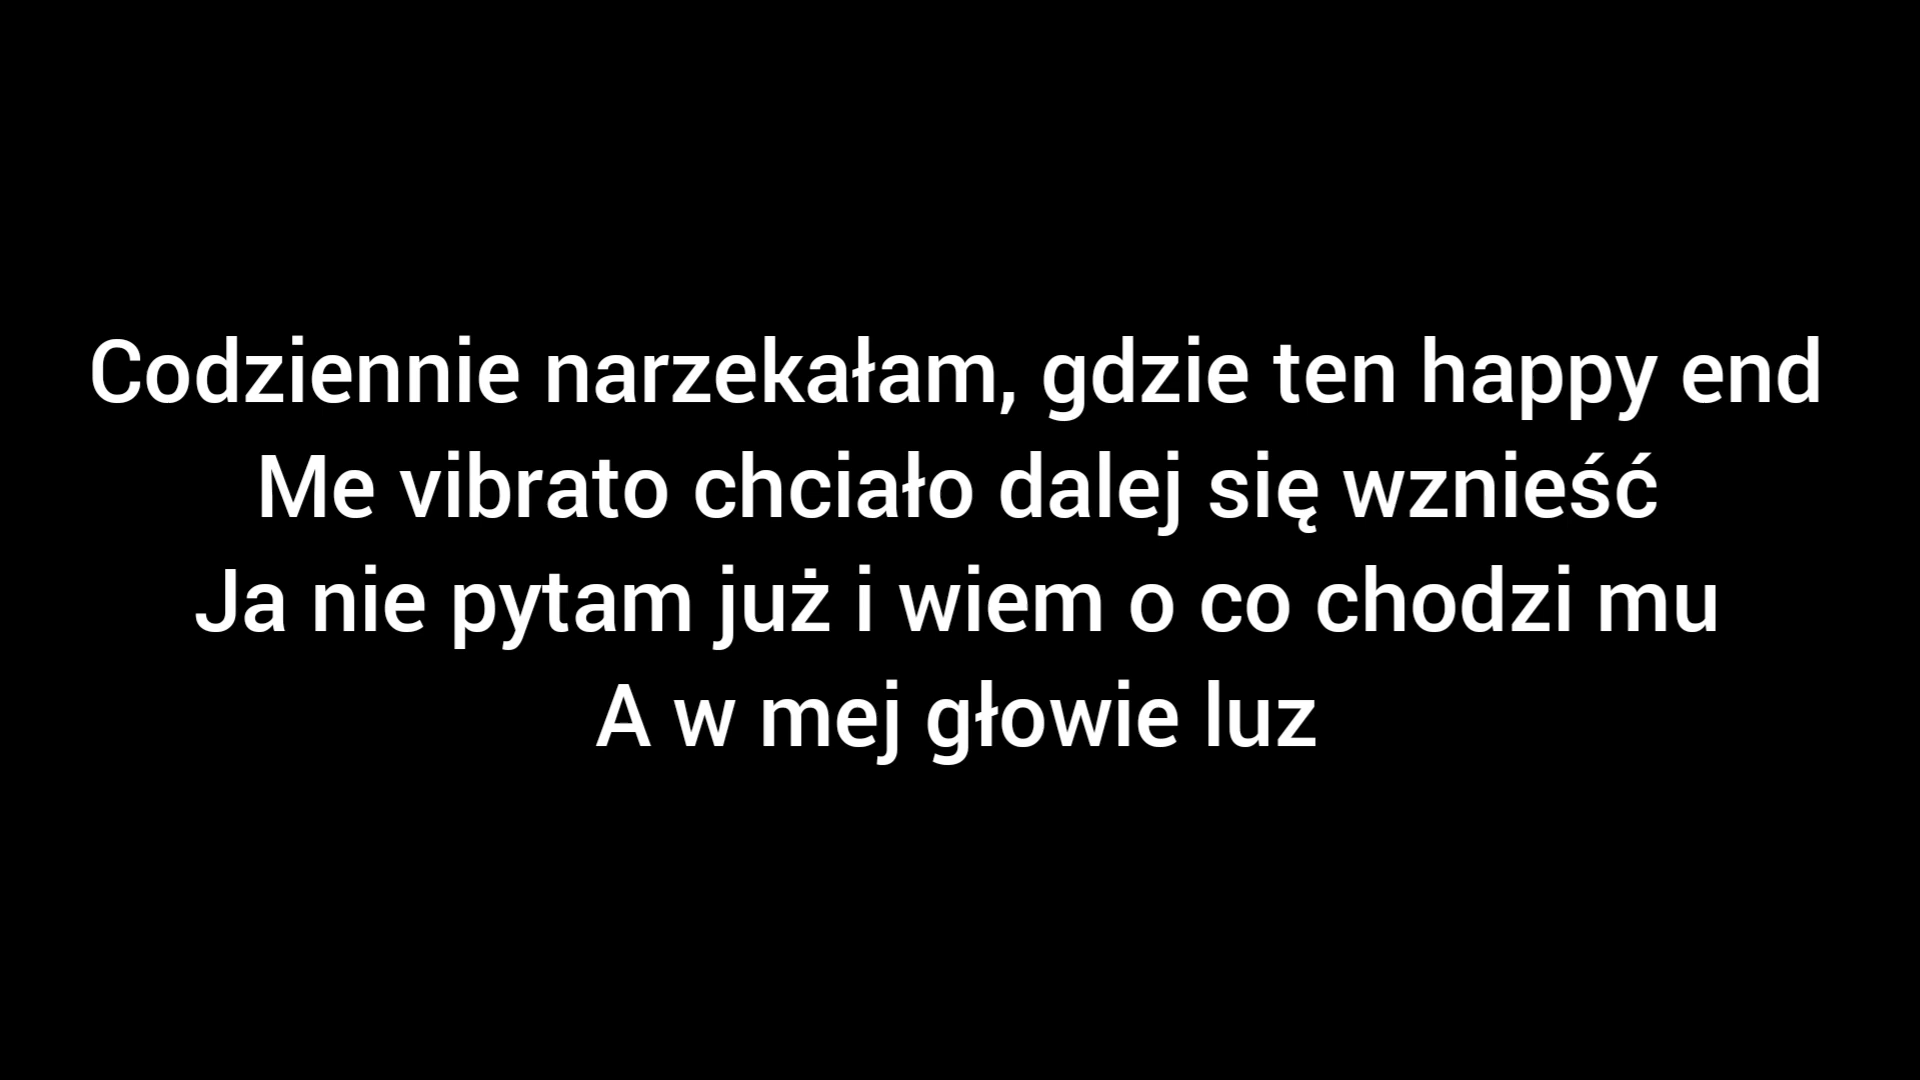 Codziennie narzekałam, gdzie ten happy end
Me vibrato chciało dalej się wznieść
Ja nie pytam już i wiem o co chodzi mu
A w mej głowie luz